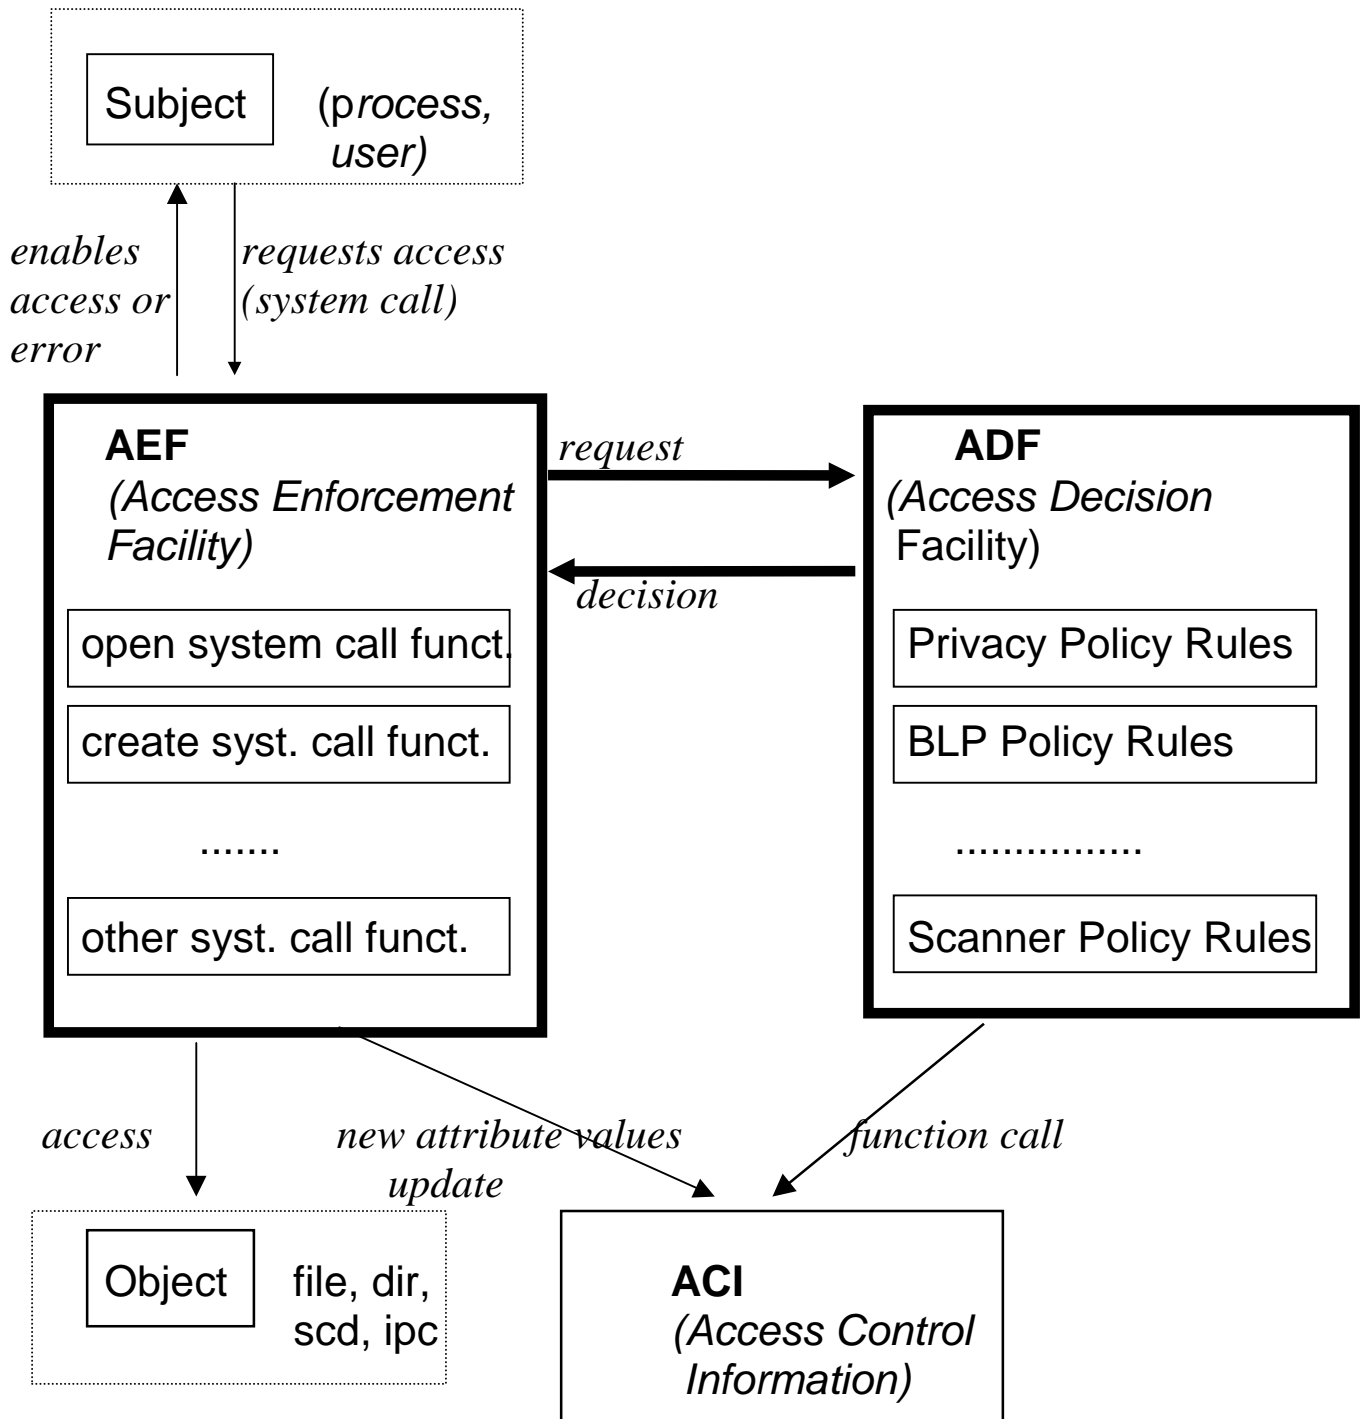 Subject
(process,
user)
enables
access or
error
requests access
(system call)
AEF
(Access Enforcement
Facility)
request
decision
ADF
(Access Decision
Facility)
open system call funct.
create syst. call funct.
.......
other syst. call funct.
Privacy Policy Rules
BLP Policy Rules
................
Scanner Policy Rules
access
new attribute values
update
function call
Object
file, dir,
scd, ipc
ACI
(Access Control
Information)